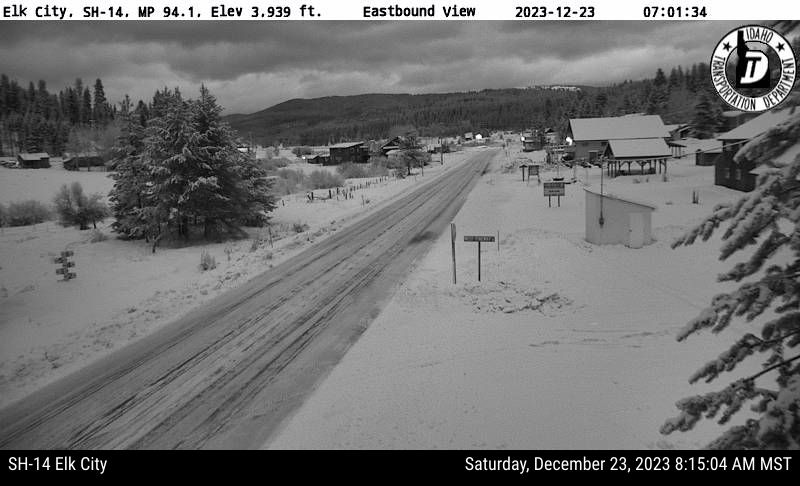 Elk City, SH-14, MP 94.1, Elev 3,939 ft. Eastbound View 2023-12-23 07:01:34
IDAHO
TRANSPORTATION DEPARTMENT
SH-14 Elk City Saturday, December 23, 2023 8:15:04 AM MST